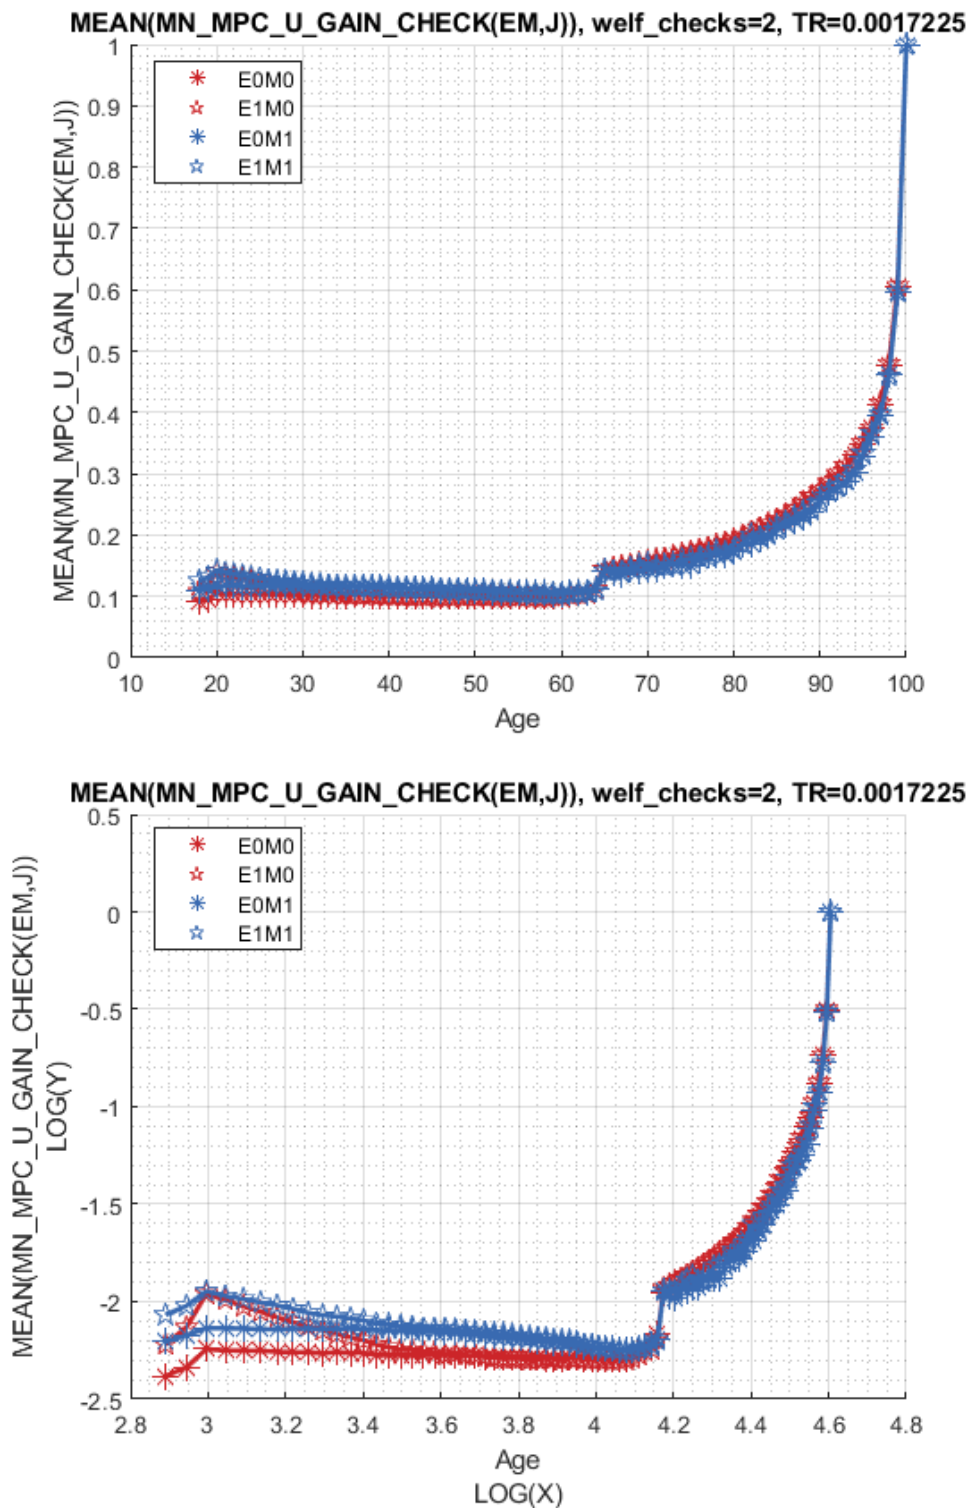 MEAN(MN_MPC_U_GAIN_CHECK(EM,J)), welf_checks=2, TR=0.0017225
MEAN(MN_MPC_U_GAIN_CHECK(EM,J))
1
0.9
0.8
0.7
0.6
0.5
0.4
0.3
0.2
0.1
0
E0M0
E1M0
E0M1
E1M1
10 20 30 40 50 60 70 80 90 100
Age
MEAN(MN_MPC_U_GAIN_CHECK(EM,J)), welf_checks=2, TR=0.0017225
MEAN(MN_MPC_U_GAIN_CHECK(EM,J))
LOG(Y)
0.5
0
-0.5
-1
-1.5
-2
-2.5
E0M0
E1M0
E0M1
E1M1
2.8 3 3.2 3.4 3.6 3.8 4 4.2 4.4 4.6 4.8
Age
LOG(X)